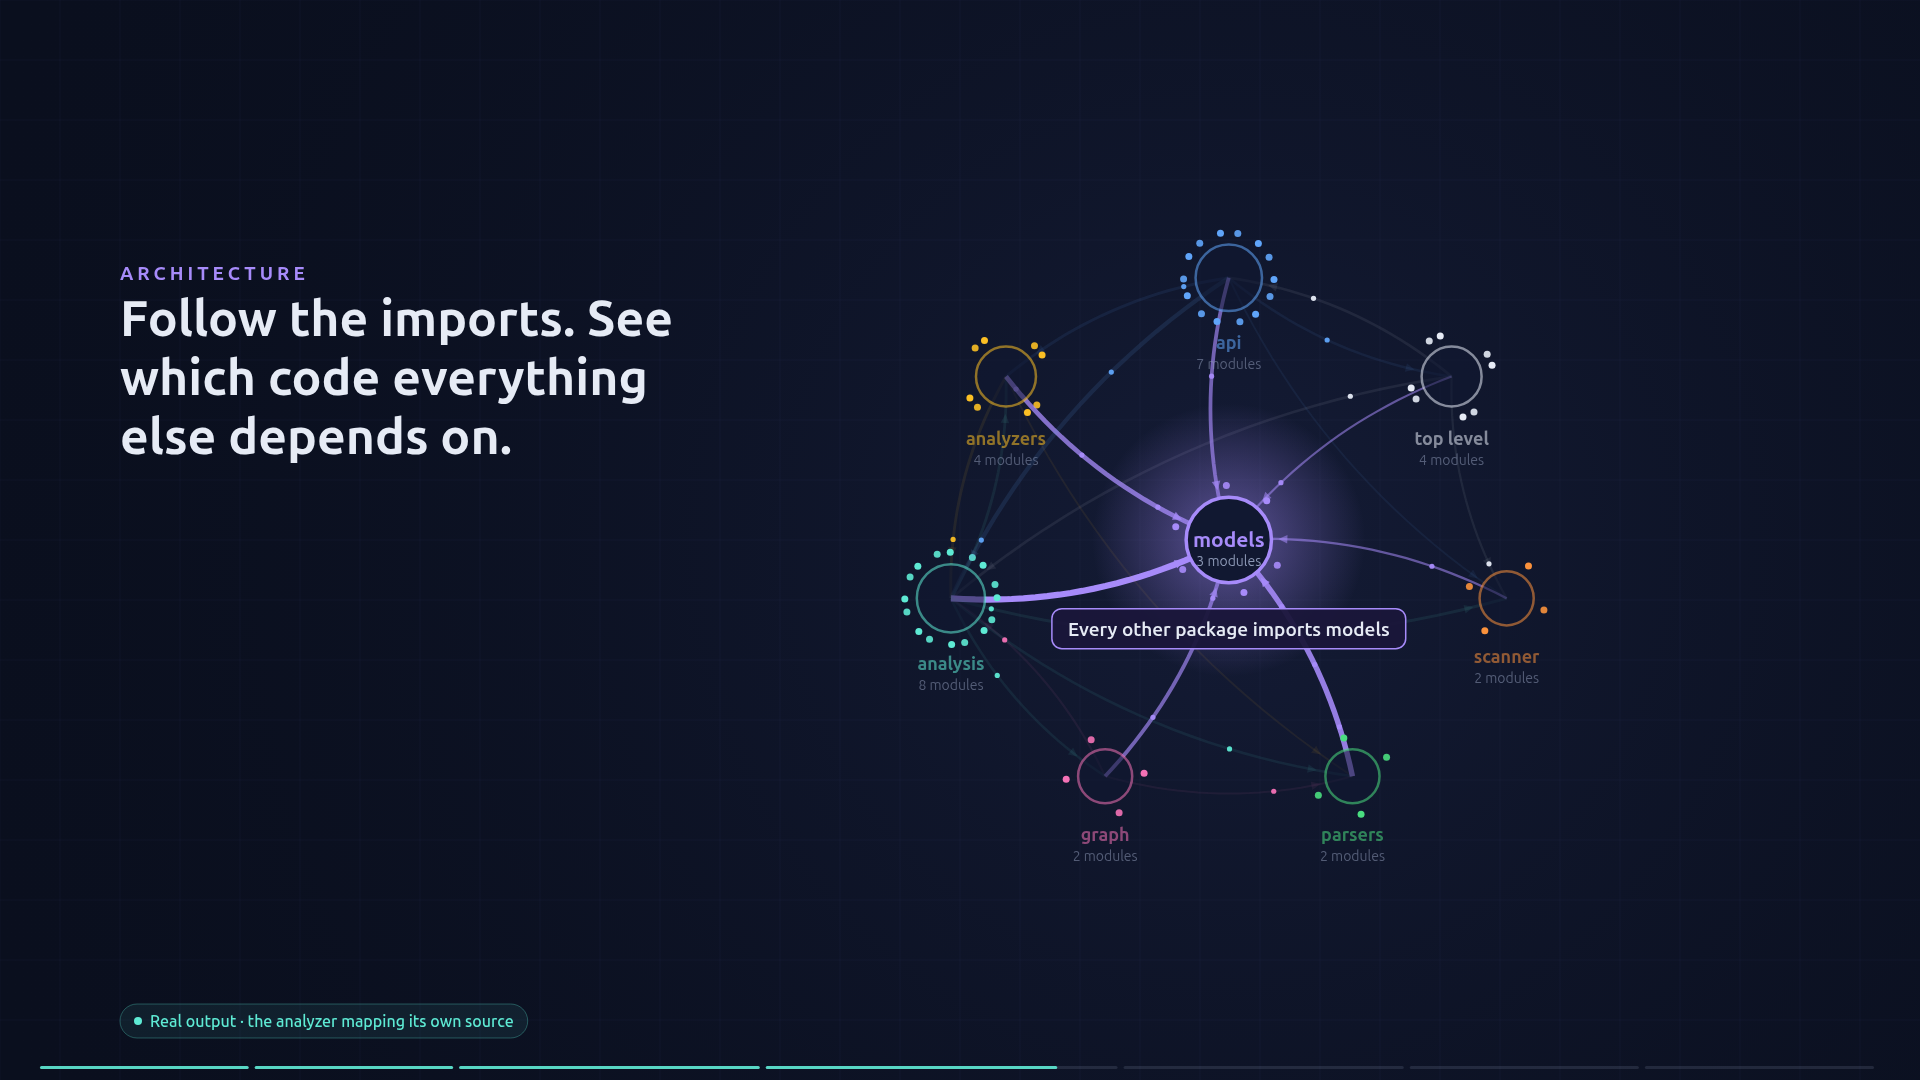 ARCHITECTURE
Follow the imports. See
which code everything
else depends on.
api
7 modules
analyzers
4 modules
top level
4 modules
models
3 modules
Every other package imports models
analysis
8 modules
scanner
2 modules
graph
2 modules
parsers
2 modules
Real output · the analyzer mapping its own source